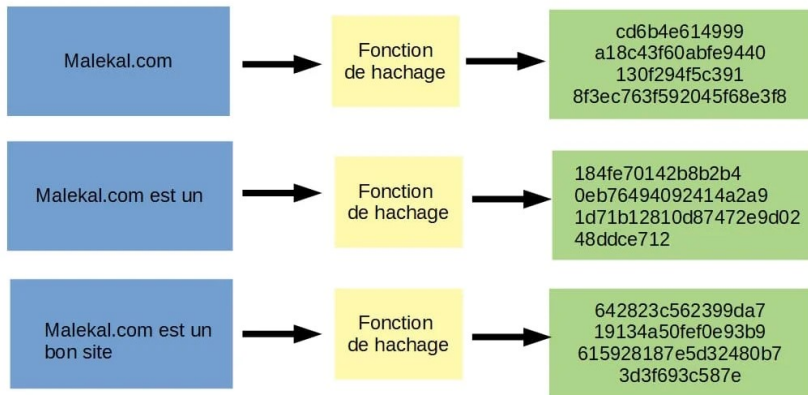 Malekal.com
Fonction
de hachage
cd6b4e614999
a18c43f60abfe9440
130f294f5c391
8f3ec763f592045f68e3f8
Malekal.com est un
Fonction
de hachage
184fe70142b8b2b4
0eb76494092414a2a9
1d71b12810d87472e9d02
48ddce712
Malekal.com est un
bon site
Fonction
de hachage
642823c562399da7
19134a50fef0e93b9
615928187e5d32480b7
3d3f693c587e